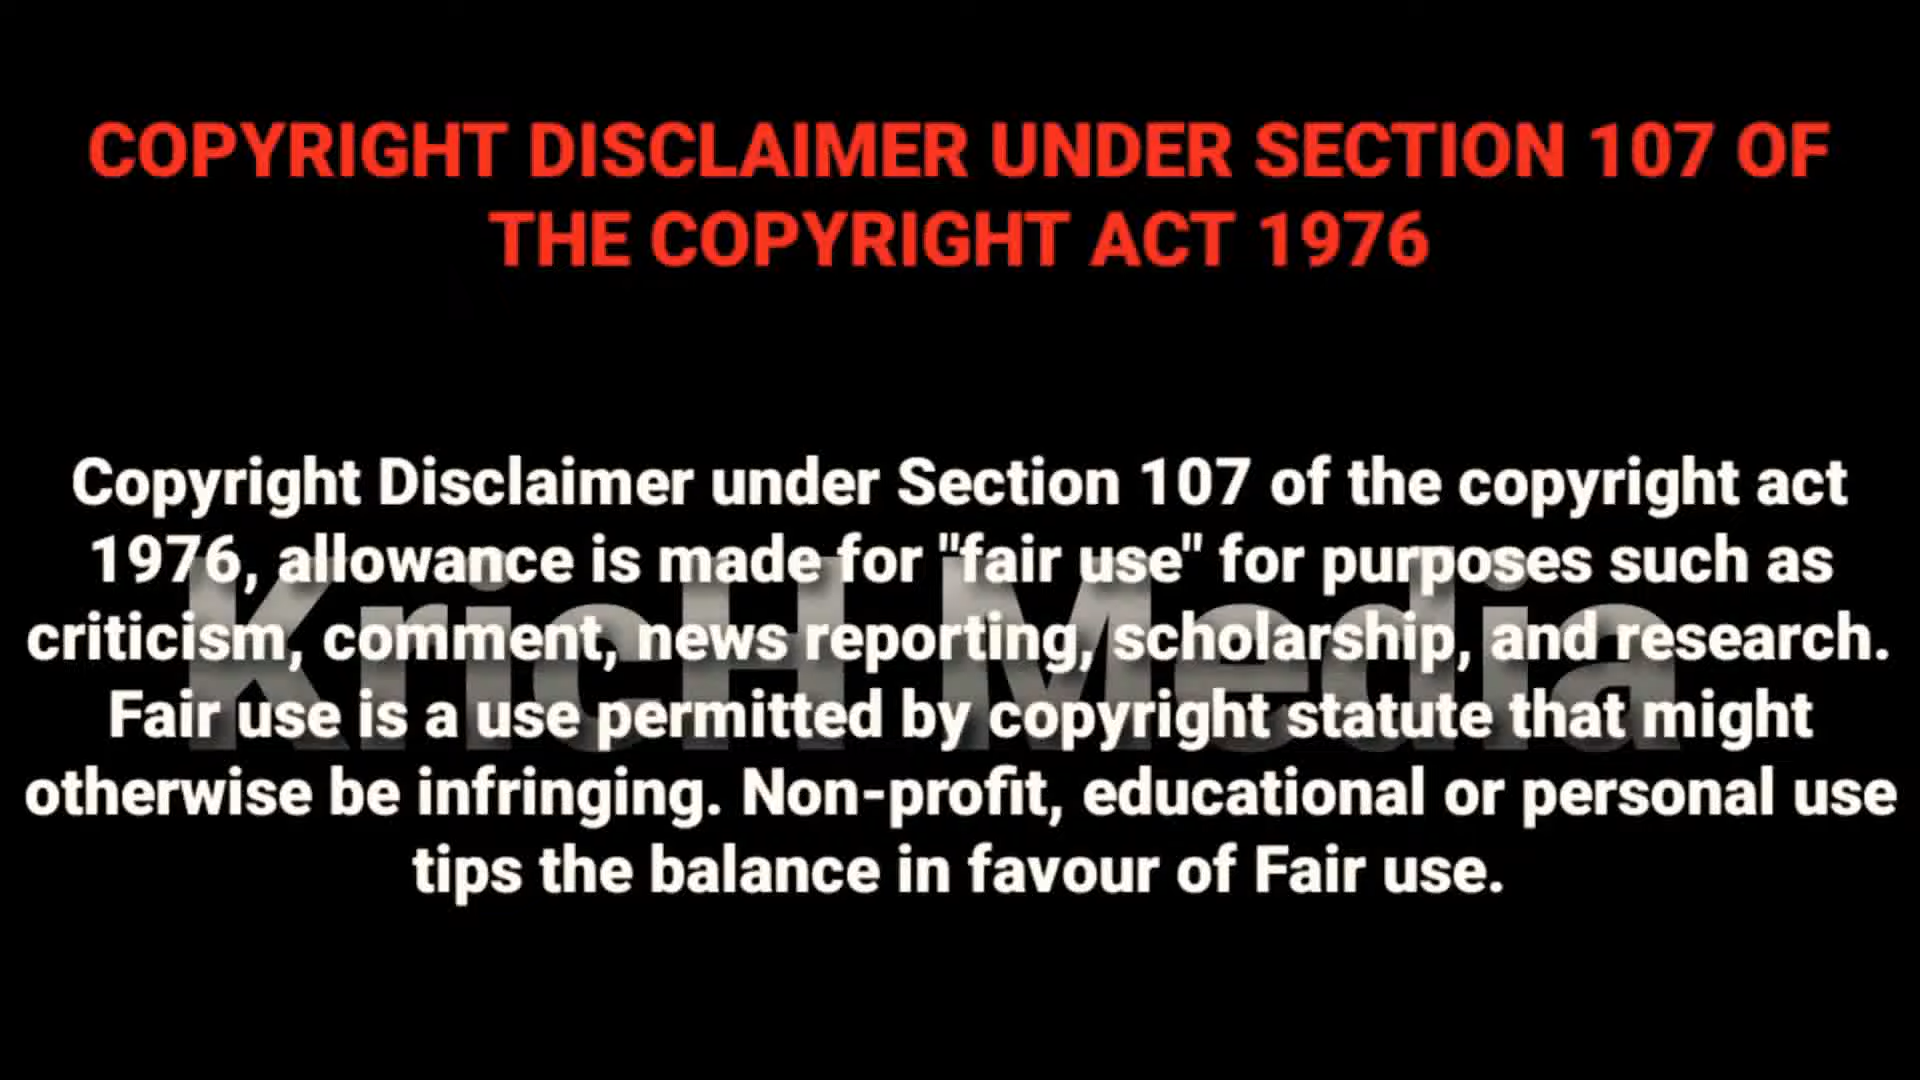 COPYRIGHT DISCLAIMER UNDER SECTION 107 OF
THE COPYRIGHT ACT 1976
Copyright Disclaimer under Section 107 of the copyright act
1976, allowance is made for "fair use" for purposes such as
criticism, comment, news reporting, scholarship, and research.
Fair use is a use permitted by copyright statute that might
otherwise be infringing. Non-profit, educational or personal use
tips the balance in favour of Fair use.
KricH Media